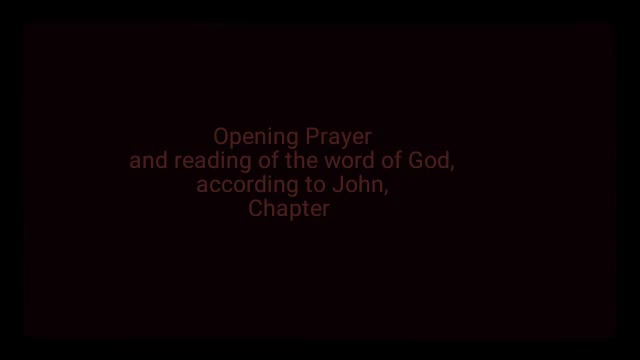 Opening Prayer
and reading of the word of God,
according to John,
Chapter